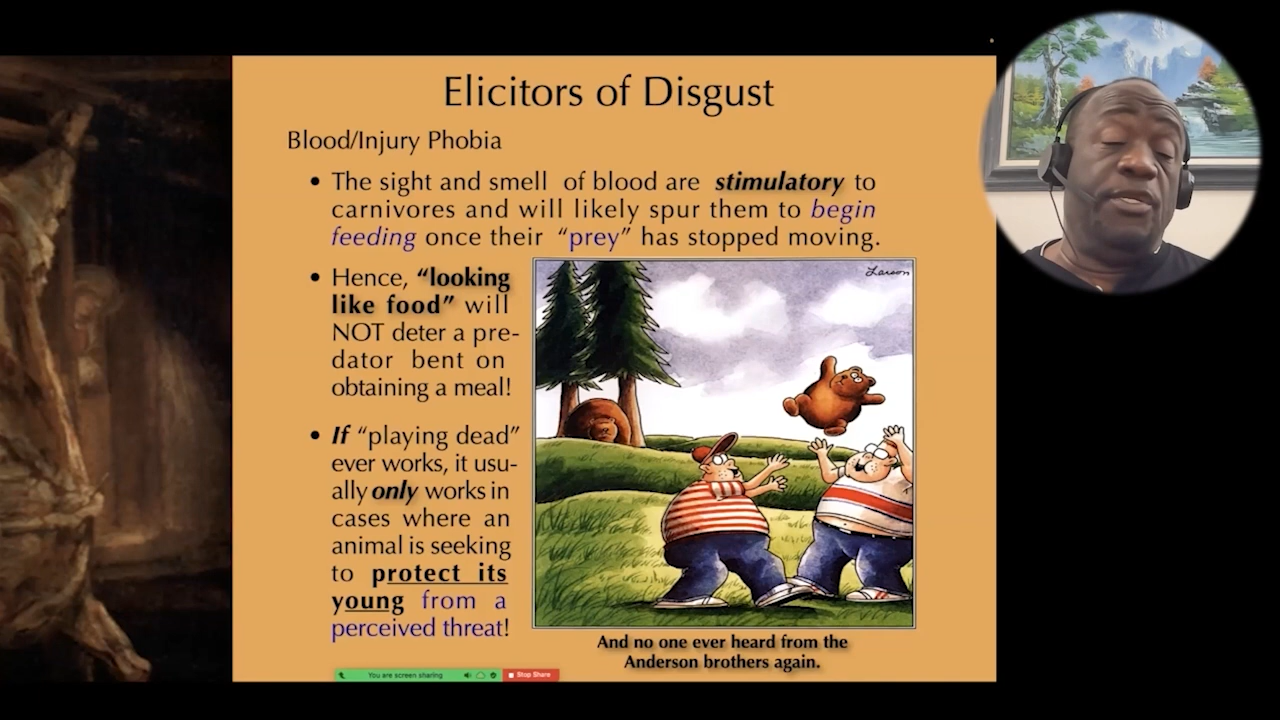 Elicitors of Disgust
Blood/Injury Phobia
• The sight and smell of blood are stimulatory to
carnivores and will likely spur them to begin
feeding once their “prey” has stopped moving.
• Hence, “looking
like food” will
NOT deter a pre-
dator bent on
obtaining a meal!
• If “playing dead”
ever works, it usu-
ally only works in
cases where an
animal is seeking
to protect its
young from a
perceived threat!
Larson
And no one ever heard from the
Anderson brothers again.
You are screen sharing
Stop Share